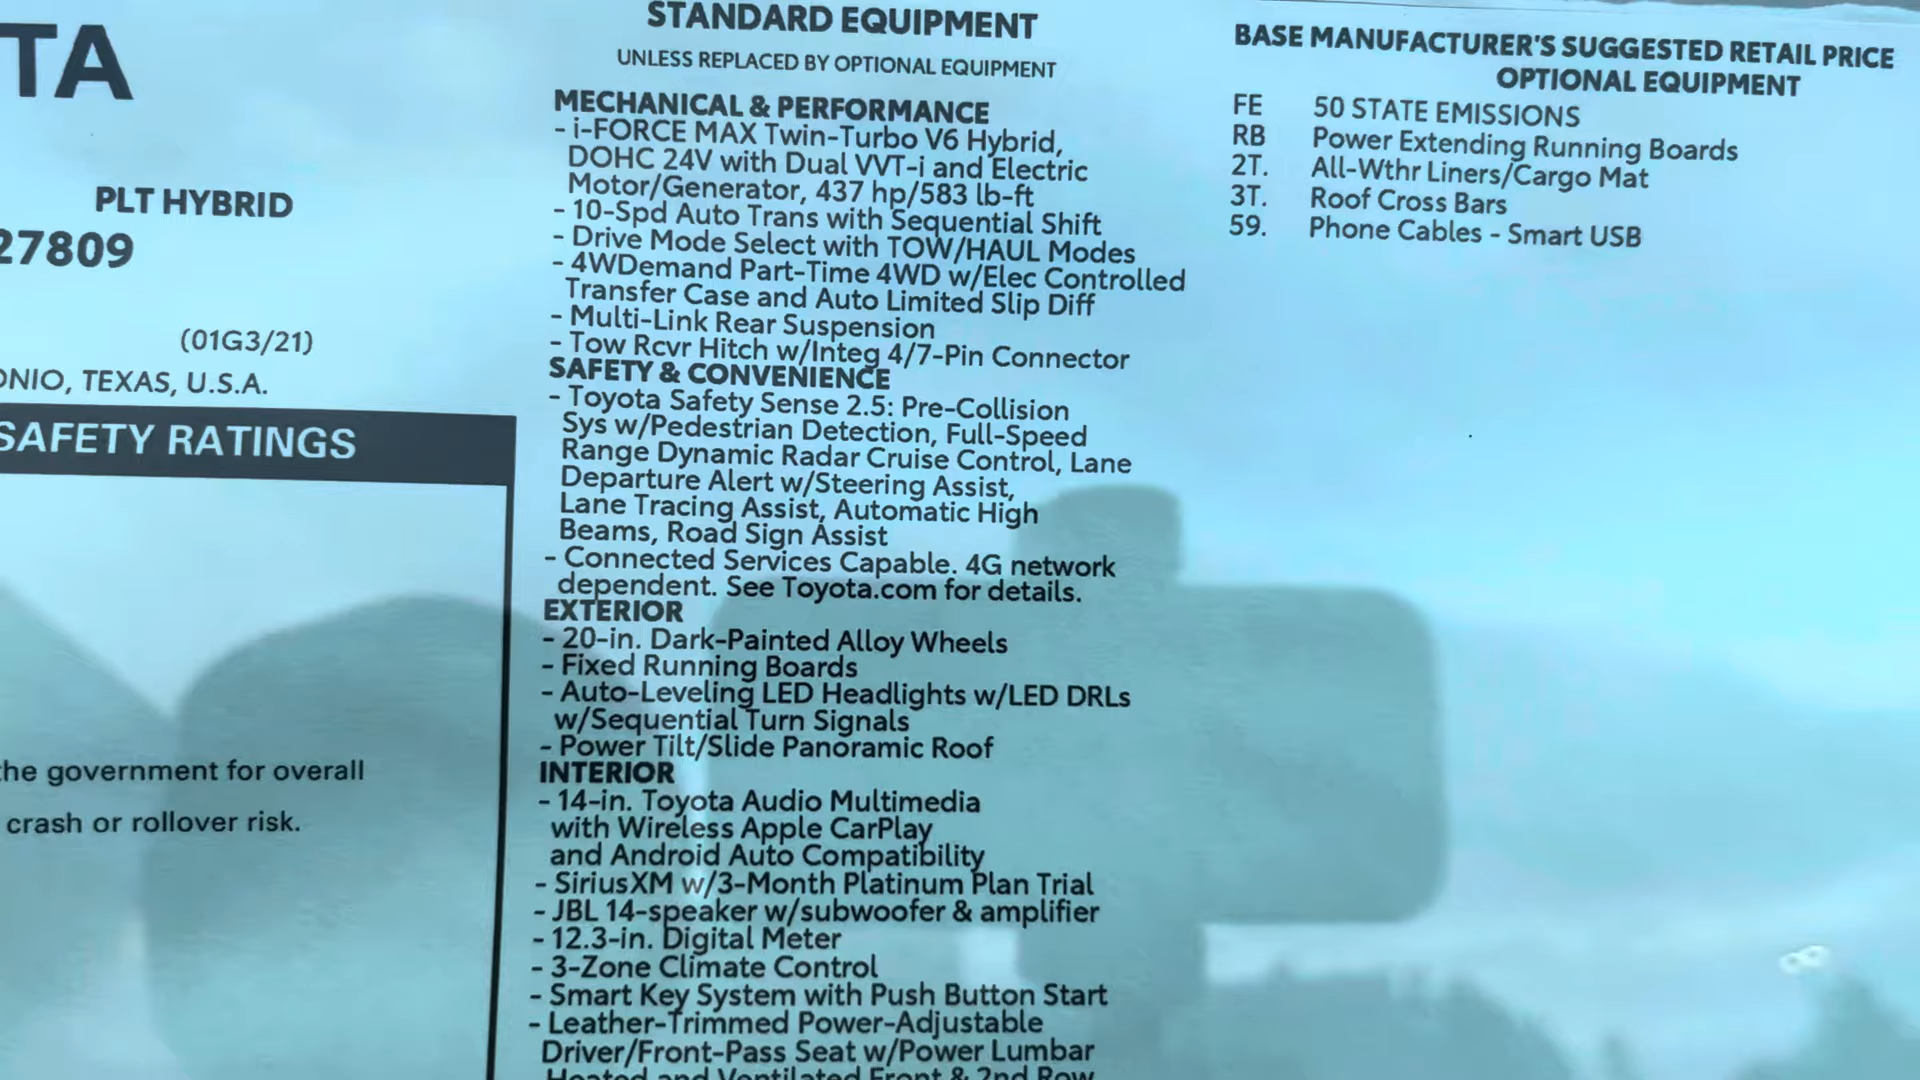 TA
PLT HYBRID
27809
(01G3/21)
ONIO, TEXAS, U.S.A.
SAFETY RATINGS
the government for overall
crash or rollover risk.
STANDARD EQUIPMENT
UNLESS REPLACED BY OPTIONAL EQUIPMENT
MECHANICAL & PERFORMANCE
- i-FORCE MAX Twin-Turbo V6 Hybrid,
DOHC 24V with Dual VVT-i and Electric
Motor/Generator, 437 hp/583 lb-ft
- 10-Spd Auto Trans with Sequential Shift
- Drive Mode Select with TOW/HAUL Modes
- 4WDemand Part-Time 4WD w/Elec Controlled
Transfer Case and Auto Limited Slip Diff
- Multi-Link Rear Suspension
- Tow Rcvr Hitch w/Integ 4/7-Pin Connector
SAFETY & CONVENIENCE
- Toyota Safety Sense 2.5: Pre-Collision
Sys w/Pedestrian Detection, Full-Speed
Range Dynamic Radar Cruise Control, Lane
Departure Alert w/Steering Assist,
Lane Tracing Assist, Automatic High
Beams, Road Sign Assist
- Connected Services Capable. 4G network
dependent. See Toyota.com for details.
EXTERIOR
- 20-in. Dark-Painted Alloy Wheels
- Fixed Running Boards
- Auto-Leveling LED Headlights w/LED DRLs
w/Sequential Turn Signals
- Power Tilt/Slide Panoramic Roof
INTERIOR
- 14-in. Toyota Audio Multimedia
with Wireless Apple CarPlay
and Android Auto Compatibility
- SiriusXM w/3-Month Platinum Plan Trial
- JBL 14-speaker w/subwoofer & amplifier
- 12.3-in. Digital Meter
- 3-Zone Climate Control
- Smart Key System with Push Button Start
- Leather-Trimmed Power-Adjustable
Driver/Front-Pass Seat w/Power Lumbar
Heated and Ventilated Front & 2nd Row
BASE MANUFACTURER'S SUGGESTED RETAIL PRICE
OPTIONAL EQUIPMENT
FE 50 STATE EMISSIONS
RB Power Extending Running Boards
2T. All-Wthr Liners/Cargo Mat
3T. Roof Cross Bars
59. Phone Cables - Smart USB